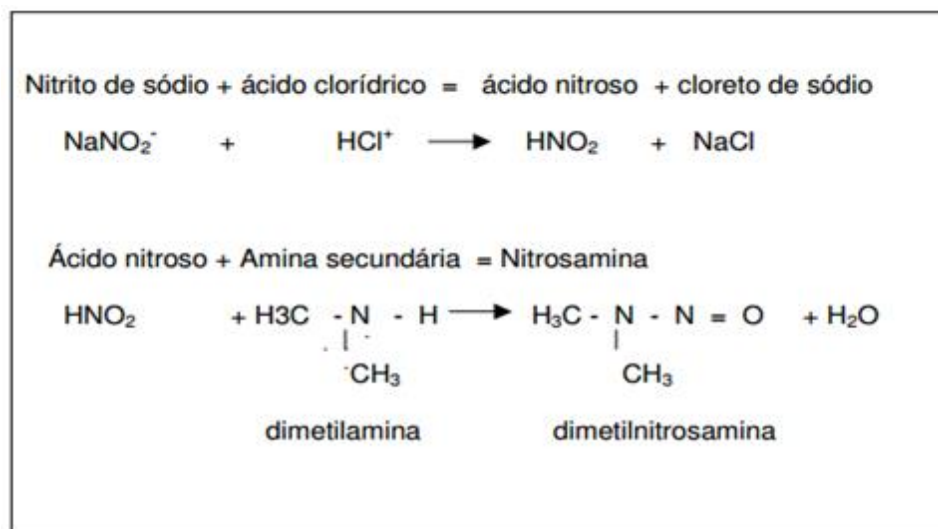 Nitrito de sódio + ácido clorídrico = ácido nitroso + cloreto de sódio
NaNO₂⁻ + HCl⁺ ⟶ HNO₂ + NaCl
Ácido nitroso + Amina secundária = Nitrosamina
HNO₂ + H3C - N - H ⟶ H₃C - N - N = O + H₂O
| |
CH₃ CH₃
dimetilamina dimetilnitrosamina